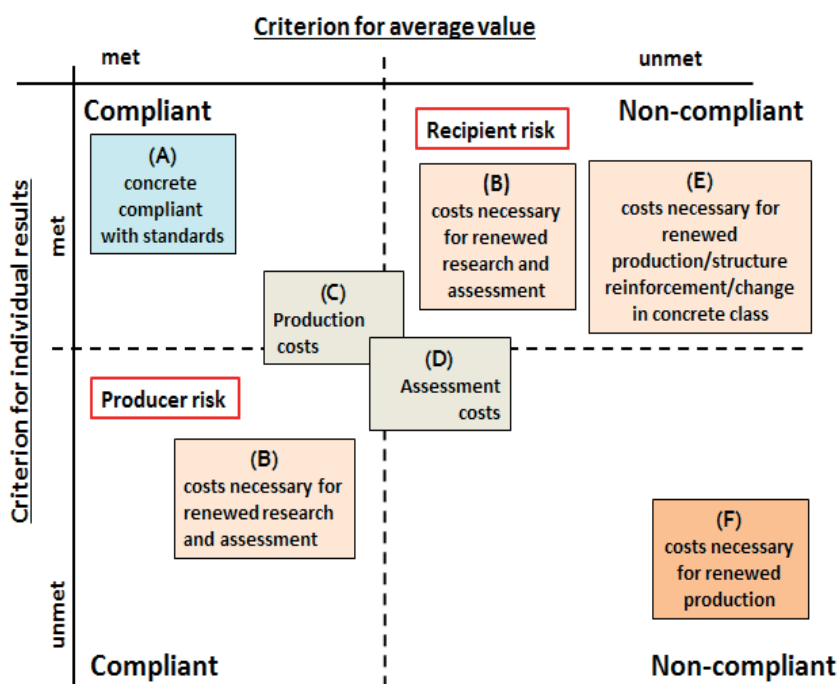 Criterion for average value
met
unmet
Criterion for individual results
met
unmet
Compliant
Non-compliant
Recipient risk
(A)
concrete
compliant
with standards
(B)
costs necessary
for renewed
research and
assessment
(E)
costs necessary for
renewed
production/structure
reinforcement/change
in concrete class
(C)
Production
costs
(D)
Assessment
costs
Producer risk
(B)
costs necessary for
renewed research
and assessment
(F)
costs necessary
for renewed
production
Compliant
Non-compliant